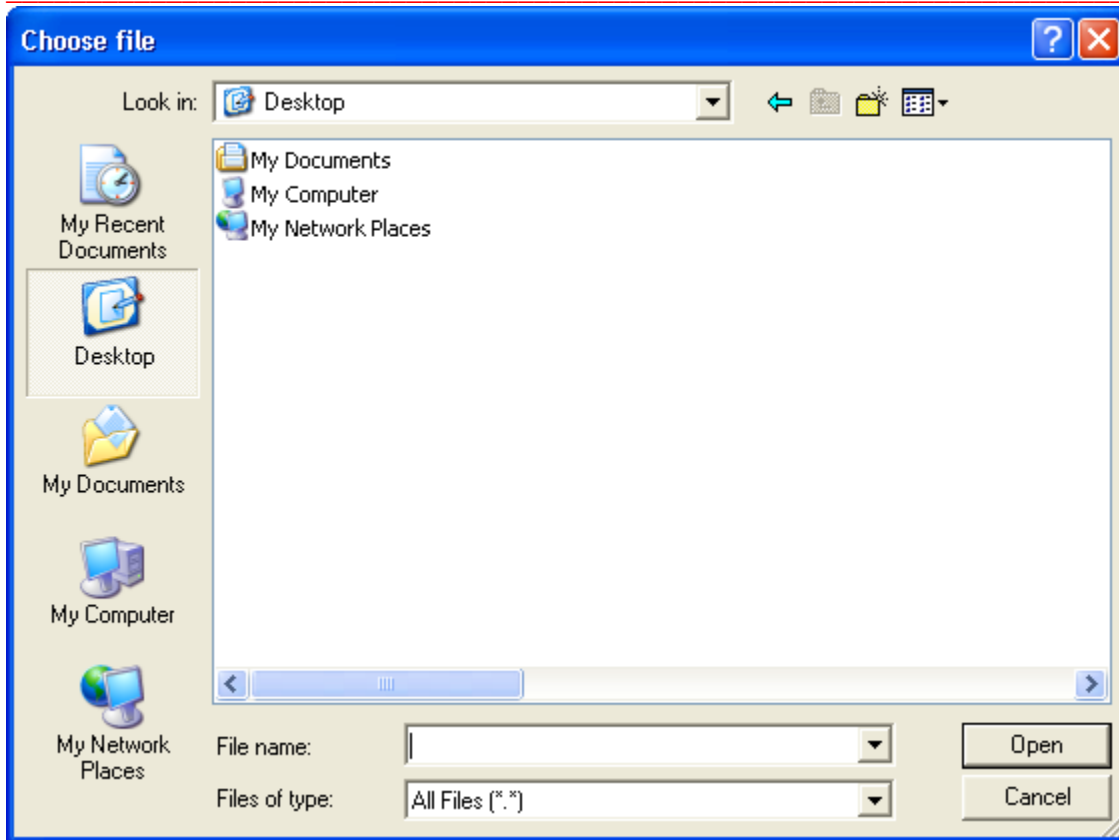 Choose file
Look in:
Desktop
My Recent
Documents
Desktop
My Documents
My Computer
My Network
Places
My Documents
My Computer
My Network Places
File name:
Open
Files of type:
All Files (*.*)
Cancel